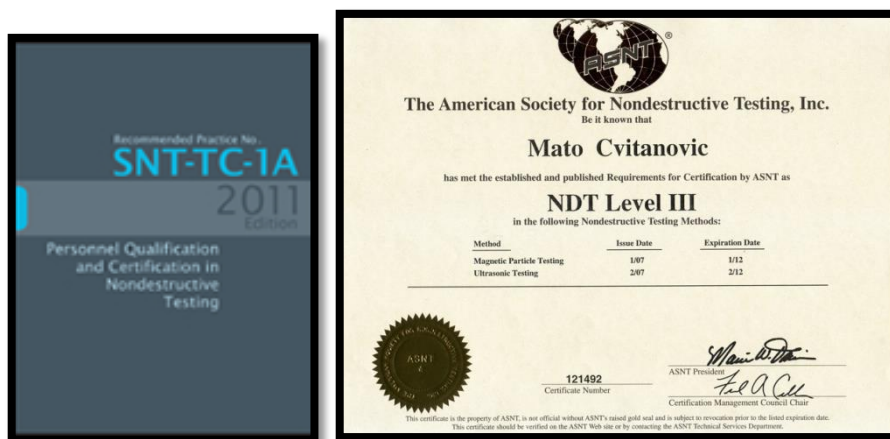 Recommended Practice No.
SNT-TC-1A
2011
Edition
Personnel Qualification
and Certification in
Nondestructive
Testing
ASNT
®
The American Society for Nondestructive Testing, Inc.
Be it known that
Mato Cvitanovic
has met the established and published Requirements for Certification by ASNT as
NDT Level III
in the following Nondestructive Testing Methods:
Method Issue Date Expiration Date
Magnetic Particle Testing 1/07 1/12
Ultrasonic Testing 2/07 2/12
ASNT
ASNT President
121492
Certificate Number
Certification Management Council Chair
This certificate is the property of ASNT, is not official without ASNT's raised gold seal and is subject to revocation prior to the listed expiration date.
This certificate should be verified on the ASNT Web site or by contacting the ASNT Technical Services Department.